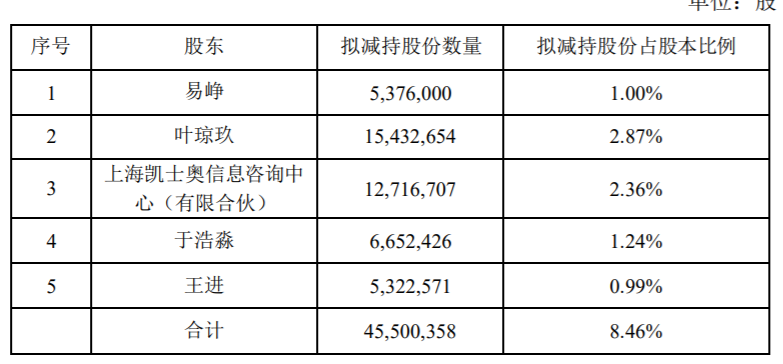 单位：股
序号 股东 拟减持股份数量 拟减持股份占股本比例
1 易峥 5,376,000 1.00%
2 叶琼玖 15,432,654 2.87%
3 上海凯士奥信息咨询中心（有限合伙） 12,716,707 2.36%
4 于浩淼 6,652,426 1.24%
5 王进 5,322,571 0.99%
合计 45,500,358 8.46%